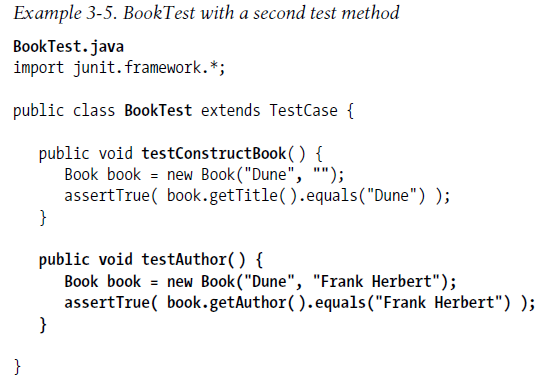 Example 3-5. BookTest with a second test method
BookTest.java
import junit.framework.*;
public class BookTest extends TestCase {
public void testConstructBook( ) {
Book book = new Book("Dune", "");
assertTrue( book.getTitle( ).equals("Dune") );
}
public void testAuthor( ) {
Book book = new Book("Dune", "Frank Herbert");
assertTrue( book.getAuthor( ).equals("Frank Herbert") );
}
}